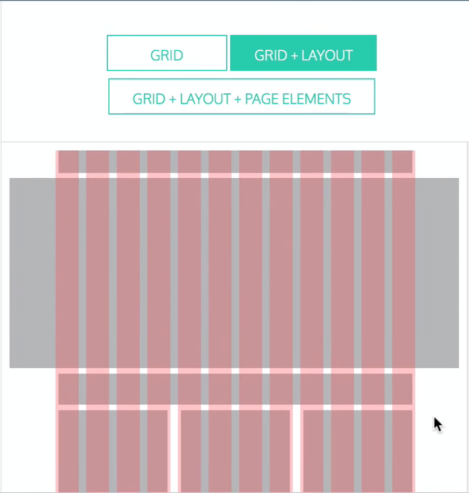 GRID
GRID + LAYOUT
GRID + LAYOUT + PAGE ELEMENTS